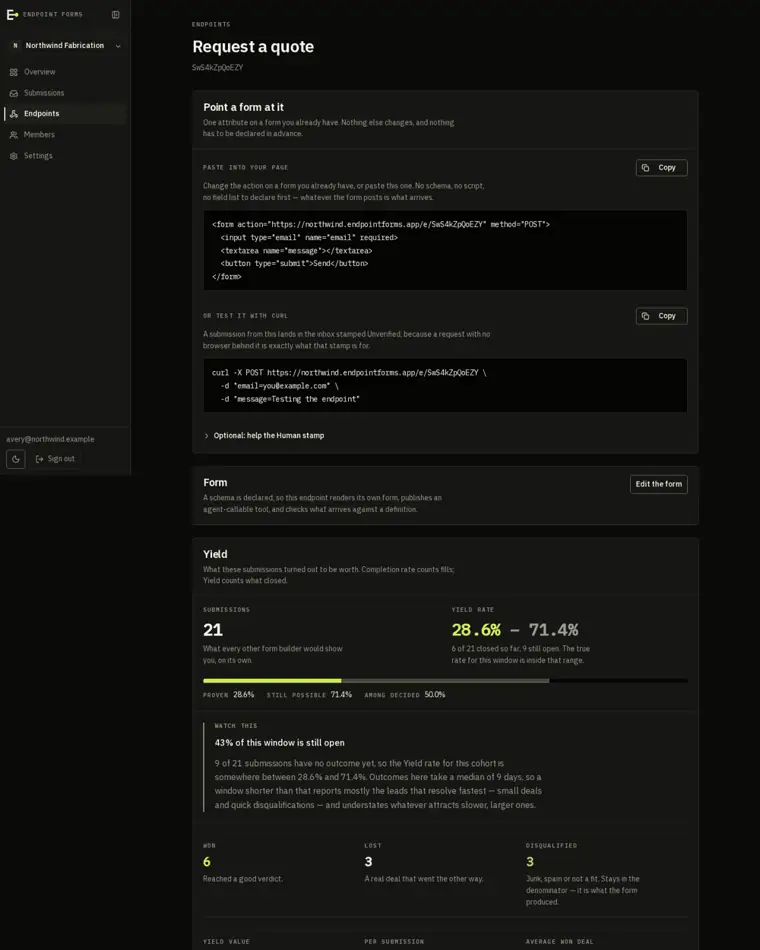 ENDPOINT FORMS
N Northwind Fabrication
Overview
Submissions
Endpoints
Members
Settings
avery@northwind.example
Sign out
ENDPOINTS
Request a quote
SwS4kZpQoEZY
Point a form at it
One attribute on a form you already have. Nothing else changes, and nothing
has to be declared in advance.
PASTE INTO YOUR PAGE
Copy
Change the action on a form you already have, or paste this one. No schema, no script,
no field list to declare first — whatever the form posts is what arrives.
<form action="https://northwind.endpointforms.app/e/SwS4kZpQoEZY" method="POST">
<input type="email" name="email" required>
<textarea name="message"></textarea>
<button type="submit">Send</button>
</form>
OR TEST IT WITH CURL
Copy
A submission from this lands in the inbox stamped Unverified, because a request with no
browser behind it is exactly what that stamp is for.
curl -X POST https://northwind.endpointforms.app/e/SwS4kZpQoEZY \
-d "email=you@example.com" \
-d "message=Testing the endpoint"
Optional: help the Human stamp
Form
Edit the form
A schema is declared, so this endpoint renders its own form, publishes an
agent-callable tool, and checks what arrives against a definition.
Yield
What these submissions turned out to be worth. Completion rate counts fills;
Yield counts what closed.
SUBMISSIONS
21
What every other form builder would show
you, on its own.
YIELD RATE
28.6% – 71.4%
6 of 21 closed so far, 9 still open. The true
rate for this window is inside that range.
PROVEN 28.6% STILL POSSIBLE 71.4% AMONG DECIDED 50.0%
WATCH THIS
43% of this window is still open
9 of 21 submissions have no outcome yet, so the Yield rate for this cohort is
somewhere between 28.6% and 71.4%. Outcomes here take a median of 9 days, so a
window shorter than that reports mostly the leads that resolve fastest — small deals
and quick disqualifications — and understates whatever attracts slower, larger ones.
WON
6
Reached a good verdict.
LOST
3
A real deal that went the other way.
DISQUALIFIED
3
Junk, spam or not a fit. Stays in the
denominator — it is what the form
produced.
YIELD VALUE
PER SUBMISSION
AVERAGE WON DEAL